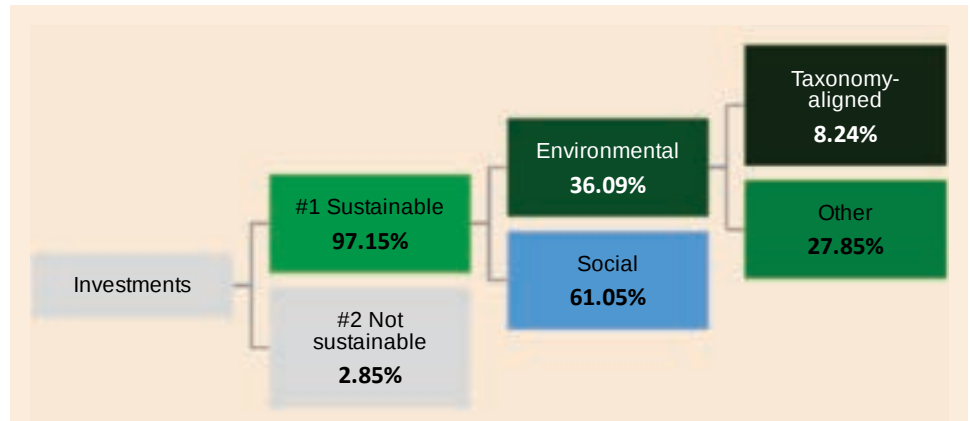 Investments
#1 Sustainable
97.15%
#2 Not
sustainable
2.85%
Environmental
36.09%
Social
61.05%
Taxonomy-
aligned
8.24%
Other
27.85%